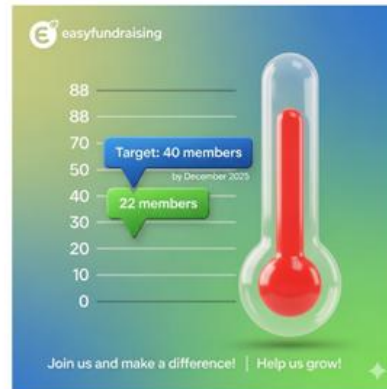 easyfundraising
88
88
70
Target: 40 members
50
by December 2025
40
22 members
30
20
10
0
Join us and make a difference! | Help us grow!